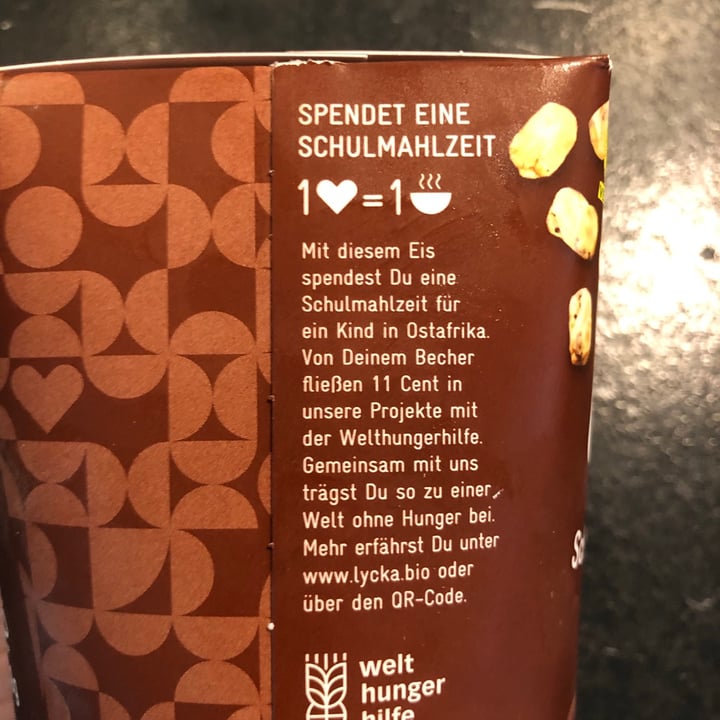 SPENDET EINE
SCHULMAHLZEIT
1 = 1
Mit diesem Eis
spendest Du eine
Schulmahlzeit für
ein Kind in Ostafrika.
Von Deinem Becher
fließen 11 Cent in
unsere Projekte mit
der Welthungerhilfe.
Gemeinsam mit uns
trägst Du so zu einer
Welt ohne Hunger bei.
Mehr erfährst Du unter
www.lycka.bio oder
über den QR-Code.
welt
hunger
hilfe